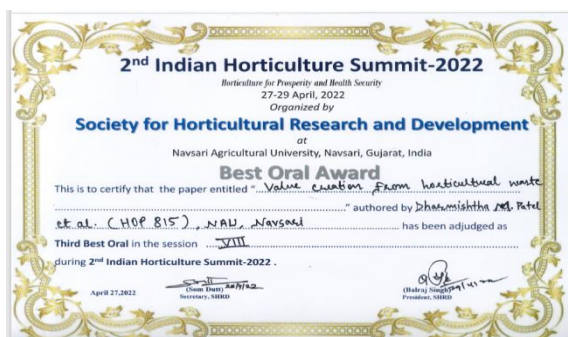 2nd Indian Horticulture Summit-2022
Horticulture for Prosperity and Health Security
27-29 April, 2022
Organized by
Society for Horticultural Research and Development
at
Navsari Agricultural University, Navsari, Gujarat, India
Best Oral Award
This is to certify that the paper entitled “ Value creation from horticultural waste
” authored by Dharmishtha M. Patel
et al. (HOP 815), NAU, Navsari has been adjudged as
Third Best Oral in the session VIII
during 2nd Indian Horticulture Summit-2022 .
April 27,2022
(Som Dutt)
Secretary, SHRD
(Balraj Singh)
President, SHRD